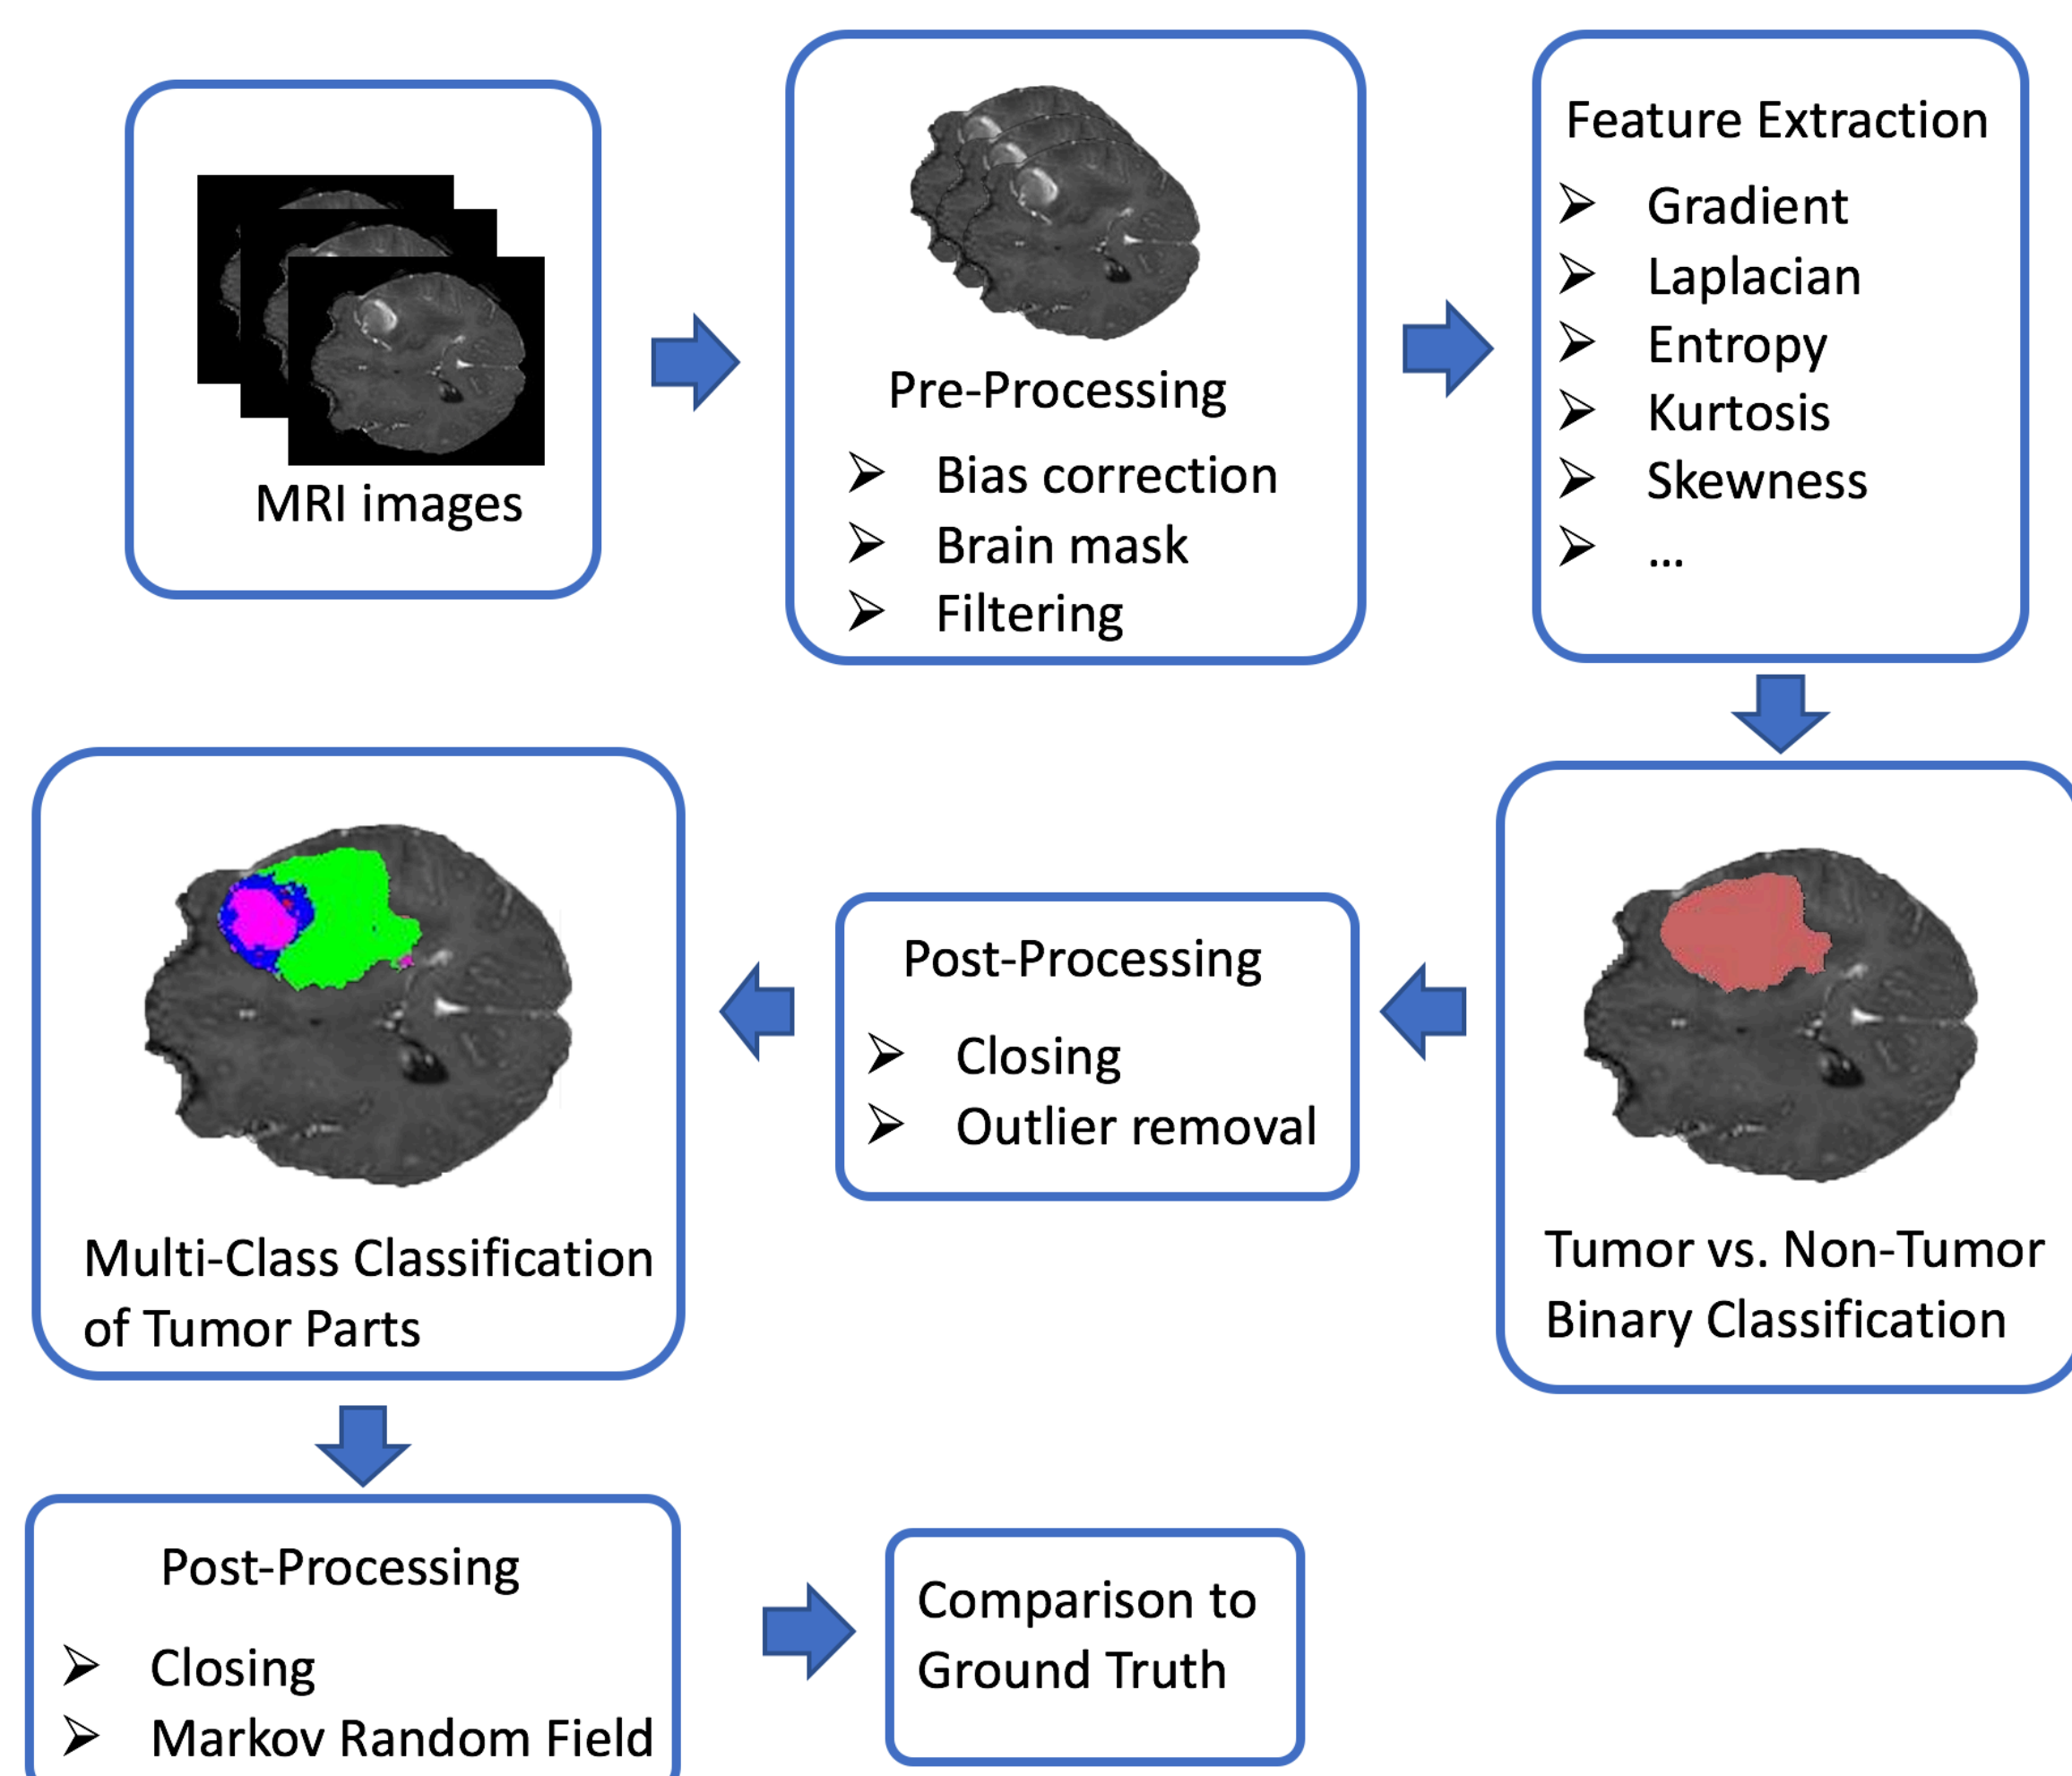 MRI images
Pre-Processing
➢ Bias correction
➢ Brain mask
➢ Filtering
Feature Extraction
➢ Gradient
➢ Laplacian
➢ Entropy
➢ Kurtosis
➢ Skewness
➢ ...
Tumor vs. Non-Tumor
Binary Classification
Post-Processing
➢ Closing
➢ Outlier removal
Multi-Class Classification
of Tumor Parts
Post-Processing
➢ Closing
➢ Markov Random Field
Comparison to
Ground Truth